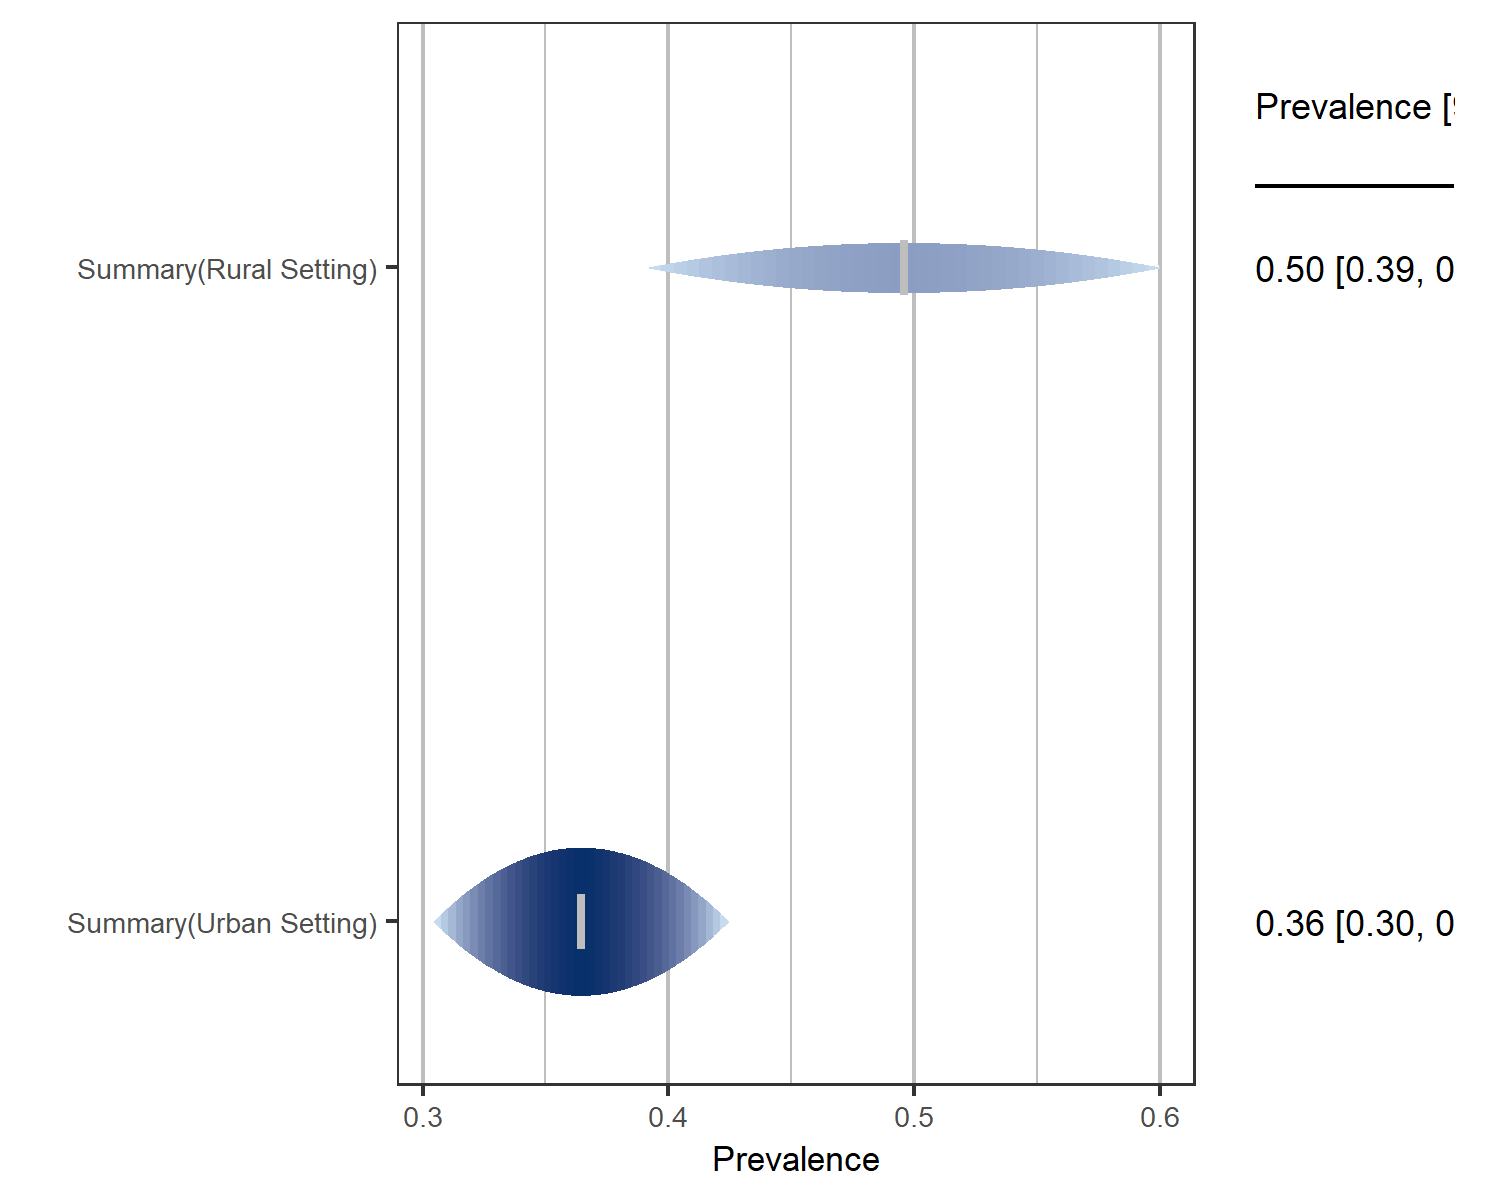 Prevalence [
Summary(Rural Setting)
0.50 [0.39, 0
Summary(Urban Setting)
0.36 [0.30, 0
0.3 0.4 0.5 0.6
Prevalence